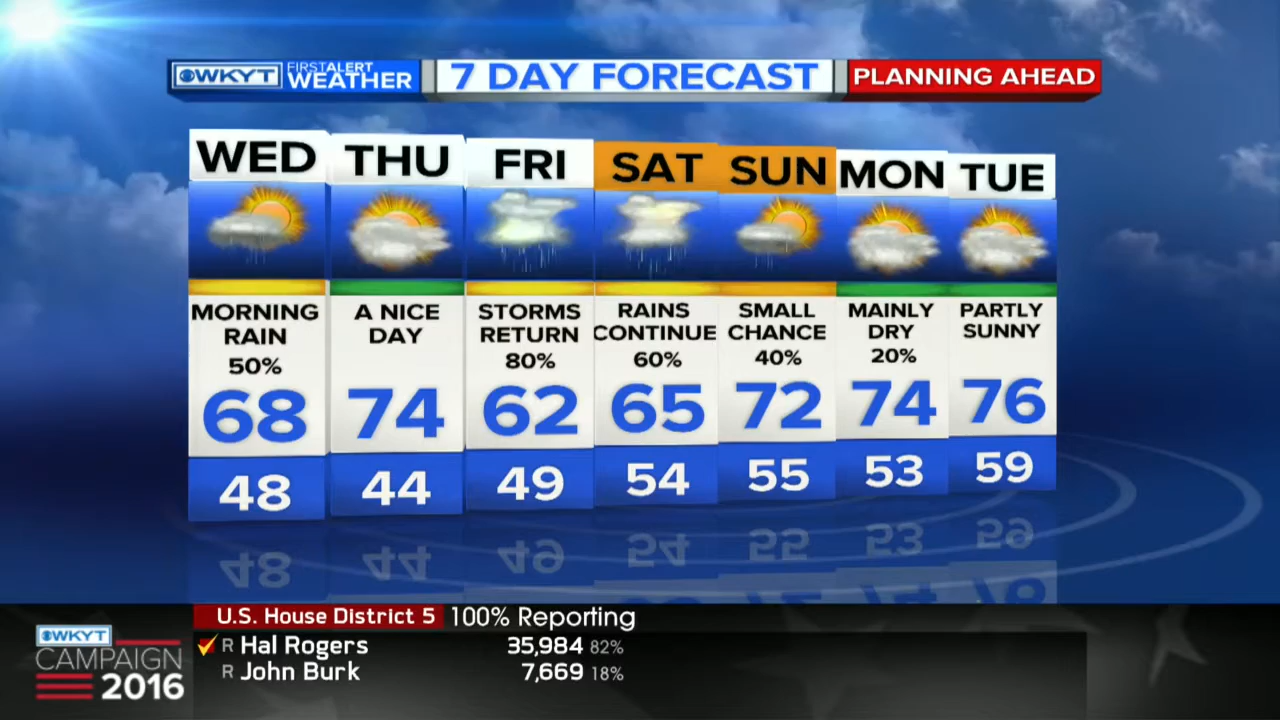 WKYT FIRSTALERT WEATHER 7 DAY FORECAST PLANNING AHEAD
WED THU FRI SAT SUN MON TUE
MORNING RAIN 50%
68
48
A NICE DAY
74
44
STORMS RETURN 80%
62
49
RAINS CONTINUE 60%
65
54
SMALL CHANCE 40%
72
55
MAINLY DRY 20%
74
53
PARTLY SUNNY
76
59
U.S. House District 5 100% Reporting
R Hal Rogers 35,984 82%
R John Burk 7,669 18%
WKYT
CAMPAIGN
2016